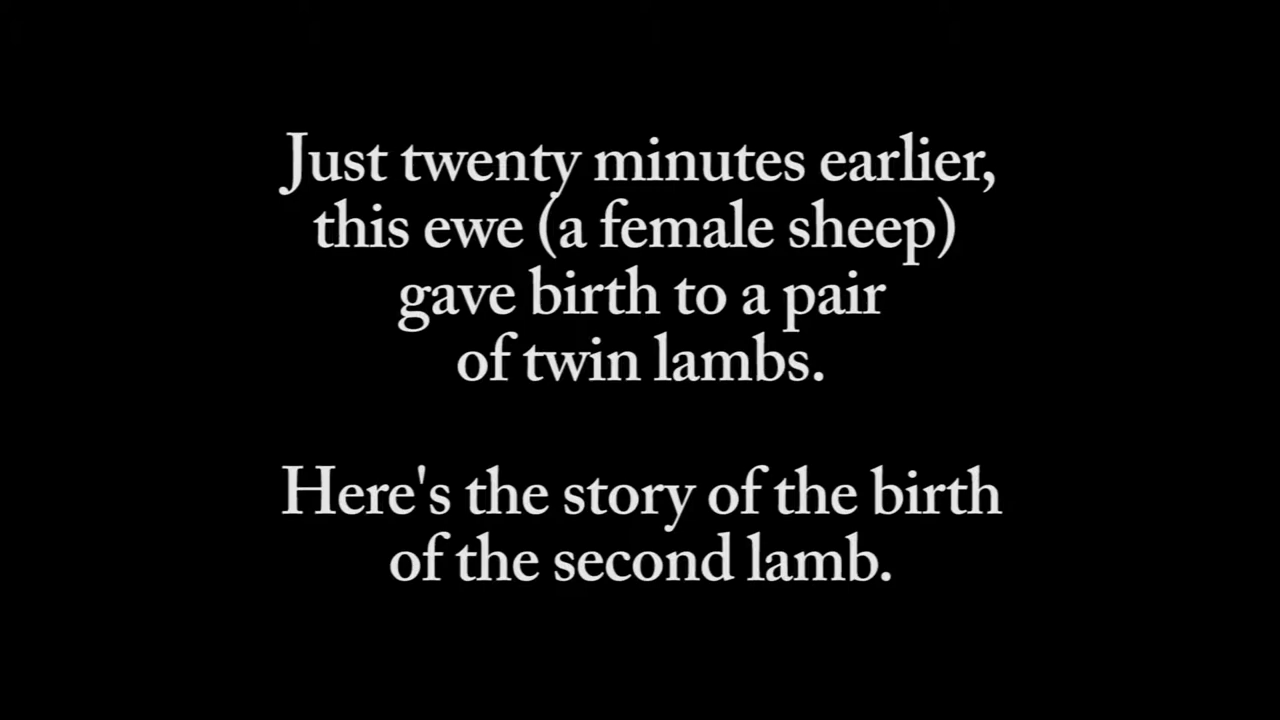 Just twenty minutes earlier,
this ewe (a female sheep)
gave birth to a pair
of twin lambs.
Here's the story of the birth
of the second lamb.